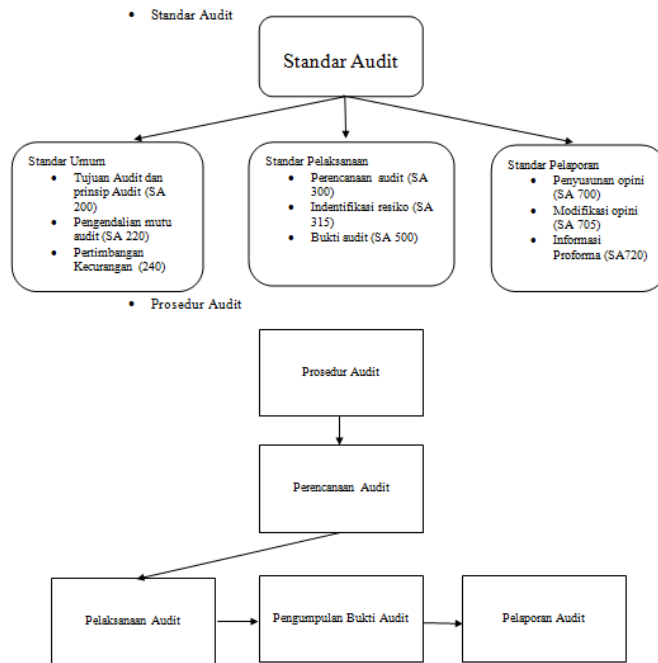 • Standar Audit
Standar Audit
Standar Umum
• Tujuan Audit dan
prinsip Audit (SA
200)
• Pengendalian mutu
audit (SA 220)
• Pertimbangan
Kecurangan (240)
Standar Pelaksanaan
• Perencanaan audit (SA
300)
• Indentifikasi resiko (SA
315)
• Bukti audit (SA 500)
Standar Pelaporan
• Penyusunan opini
(SA 700)
• Modifikasi opini
(SA 705)
• Informasi
Proforma (SA720)
• Prosedur Audit
Prosedur Audit
Perencanaan Audit
Pelaksanaan Audit
Pengumpulan Bukti Audit
Pelaporan Audit